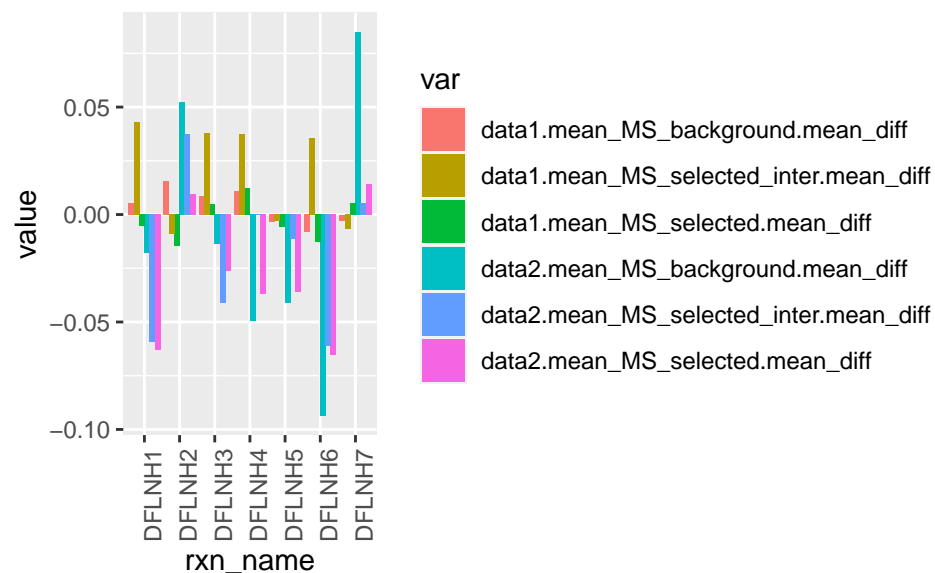 0.05
0.00
−0.05
−0.10
value
DFLNH1
DFLNH2
DFLNH3
DFLNH4
DFLNH5
DFLNH6
DFLNH7
rxn_name
var
data1.mean_MS_background.mean_diff
data1.mean_MS_selected_inter.mean_diff
data1.mean_MS_selected.mean_diff
data2.mean_MS_background.mean_diff
data2.mean_MS_selected_inter.mean_diff
data2.mean_MS_selected.mean_diff